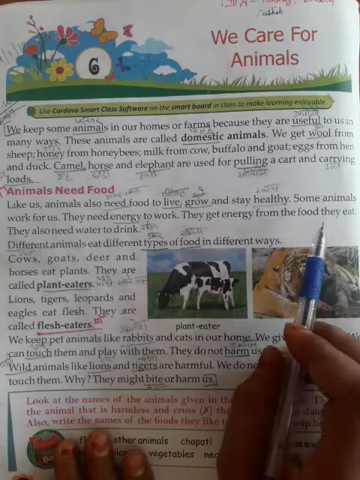 We Care For
Animals
6
Use Cordova Smart Class Software on the smart board in class to make learning enjoyable.
We keep some animals in our homes or farms because they are useful to us in
many ways. These animals are called domestic animals. We get wool from
sheep; honey from honeybees; milk from cow, buffalo and goat; eggs from hen
and duck. Camel, horse and elephant are used for pulling a cart and carrying
loads.
Animals Need Food
Like us, animals also need food to live, grow and stay healthy. Some animals
work for us. They need energy to work. They get energy from the food they eat.
They also need water to drink.
Different animals eat different types of food in different ways.
Cows, goats, deer and
horses eat plants. They are
called plant-eaters.
Lions, tigers, leopards and
eagles eat flesh. They are
called flesh-eaters.
plant-eater
We keep pet animals like rabbits and cats in our home. We giv
can touch them and play with them. They do not harm us
Wild animals like lions and tigers are harmful. We do no
touch them. Why? They might bite or harm us.
Look at the names of the animals given in the
the animal that is harmless and cross (✗) th
Also, write the names of the foods they like
other animals chapati
vegetables